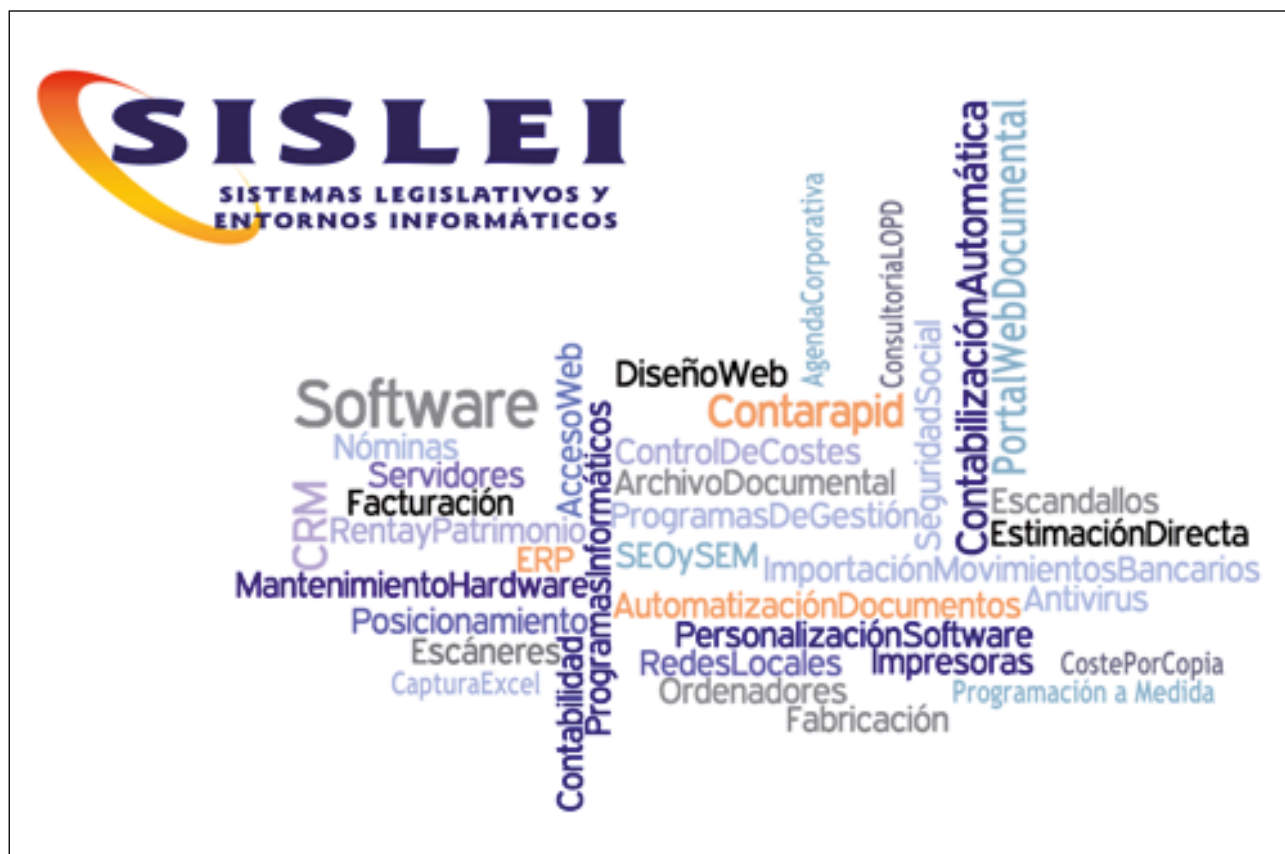 SISLEI
SISTEMAS LEGISLATIVOS Y
ENTORNOS INFORMÁTICOS
AgendaCorporativa
ConsultoríaLOPD
SeguridadSocial
ContabilizaciónAutomática
PortalWebDocumental
Software
AccesoWeb
DiseñoWeb
Contarapid
Nóminas
ControlDeCostes
Servidores
ArchivoDocumental
Facturación
Escandallos
CRM
RentayPatrimonio
ProgramasInformáticos
ProgramasDeGestión
EstimaciónDirecta
ERP
SEOySEM
ImportaciónMovimientosBancarios
MantenimientoHardware
AutomatizaciónDocumentos
Antivirus
Posicionamiento
PersonalizaciónSoftware
Escáneres
RedesLocales
Impresoras
CostePorCopia
CapturaExcel
Contabilidad
Ordenadores
Programación a Medida
Fabricación